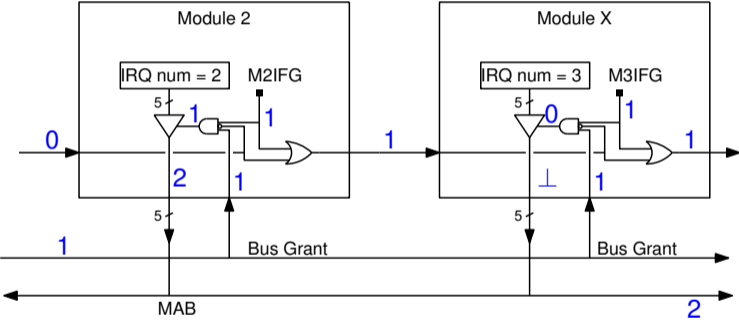 Module 2 Module X
IRQ num = 2 M2IFG IRQ num = 3 M3IFG
5 1 1 5 0 1
0 1 1
2 1 ⊥ 1
5 5
1 Bus Grant Bus Grant
MAB 2